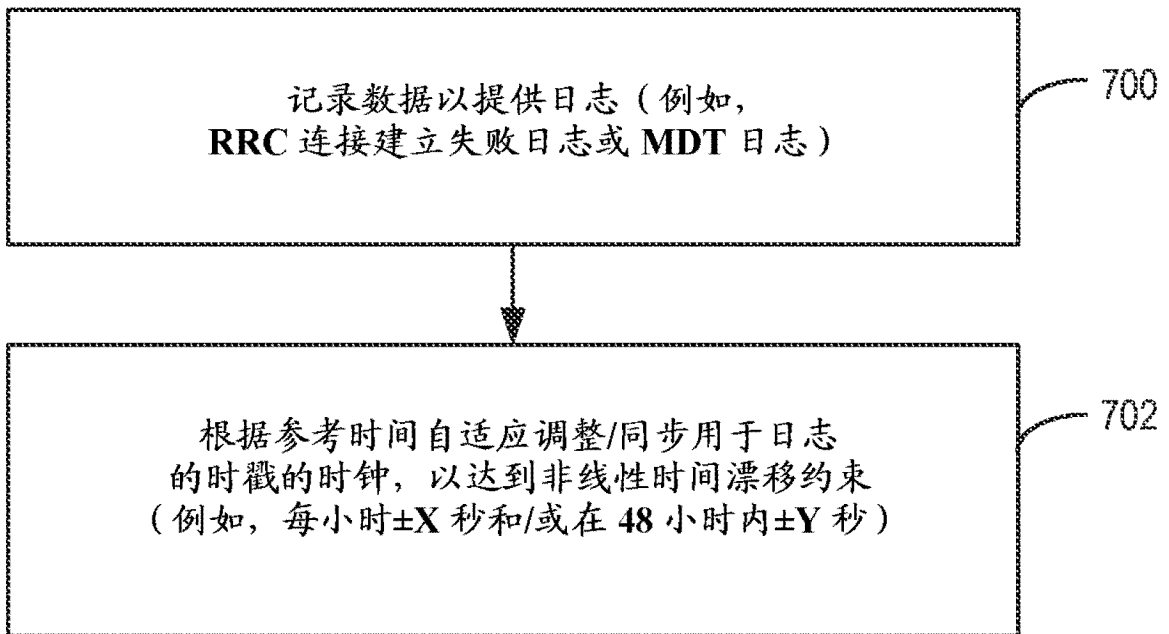 记录数据以提供日志（例如，
RRC 连接建立失败日志或 MDT 日志）
700
根据参考时间自适应调整/同步用于日志
的时戳的时钟，以达到非线性时间漂移约束
（例如，每小时±X 秒和/或在 48 小时内±Y 秒）
702